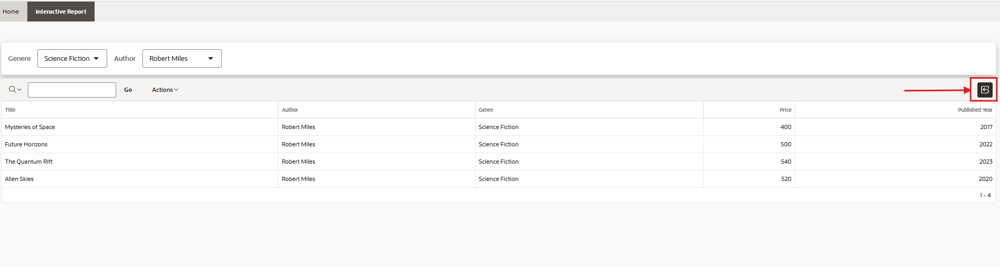 Home interactive Report
Genere Science Fiction Author Robert Miles
Go Actions
Title Author Genre Price Published Year
Mysteries of Space Robert Miles Science Fiction 400 2017
Future Horizons Robert Miles Science Fiction 500 2022
The Quantum Rift Robert Miles Science Fiction 540 2023
Alien Skies Robert Miles Science Fiction 520 2020
1 - 4